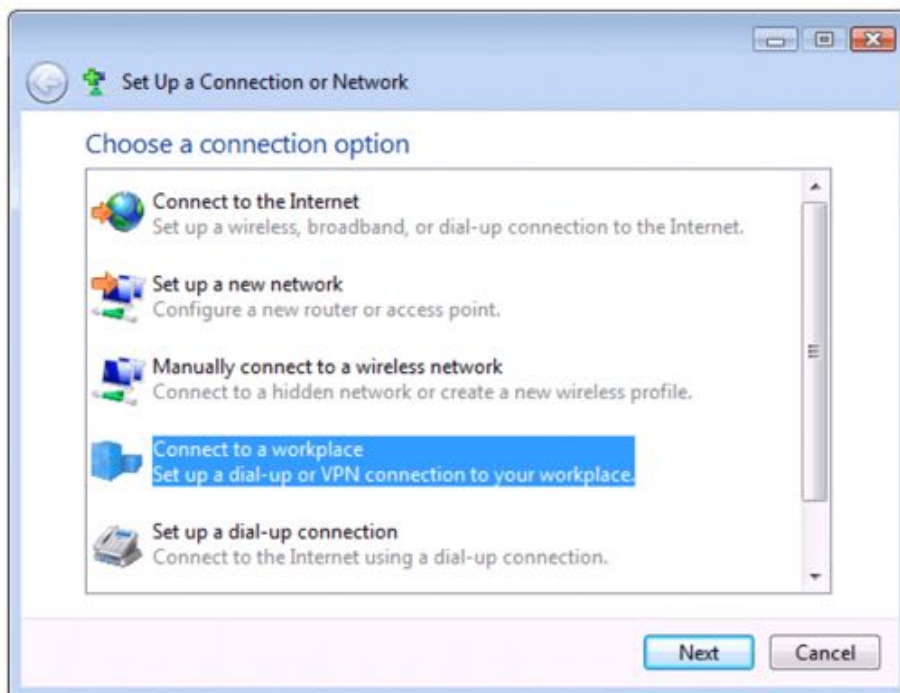 Set Up a Connection or Network
Choose a connection option
Connect to the Internet
Set up a wireless, broadband, or dial-up connection to the Internet.
Set up a new network
Configure a new router or access point.
Manually connect to a wireless network
Connect to a hidden network or create a new wireless profile.
Connect to a workplace
Set up a dial-up or VPN connection to your workplace.
Set up a dial-up connection
Connect to the Internet using a dial-up connection.
Next
Cancel